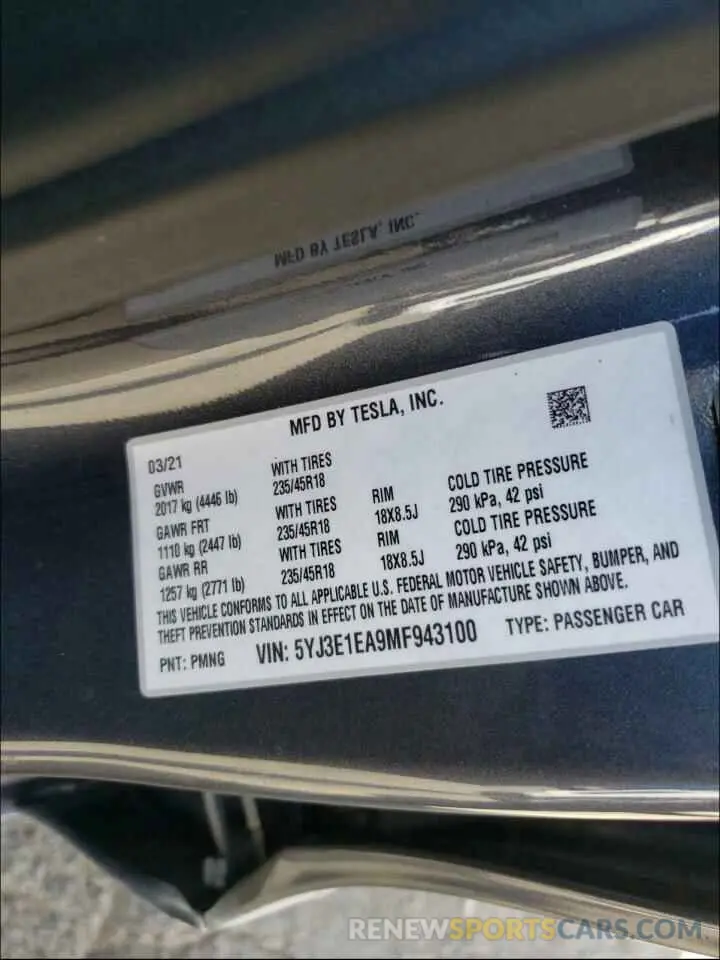 MFD BY TESLA, INC.
MFD BY TESLA, INC.
03/21
GVWR WITH TIRES
2017 kg (4446 lb) 235/45R18
GAWR FRT WITH TIRES RIM COLD TIRE PRESSURE
1110 kg (2447 lb) 235/45R18 18X8.5J 290 kPa, 42 psi
GAWR RR WITH TIRES RIM COLD TIRE PRESSURE
1257 kg (2771 lb) 235/45R18 18X8.5J 290 kPa, 42 psi
THIS VEHICLE CONFORMS TO ALL APPLICABLE U.S. FEDERAL MOTOR VEHICLE SAFETY, BUMPER, AND
THEFT PREVENTION STANDARDS IN EFFECT ON THE DATE OF MANUFACTURE SHOWN ABOVE.
PNT: PMNG VIN: 5YJ3E1EA9MF943100 TYPE: PASSENGER CAR
RENEWSPORTSCARS.COM